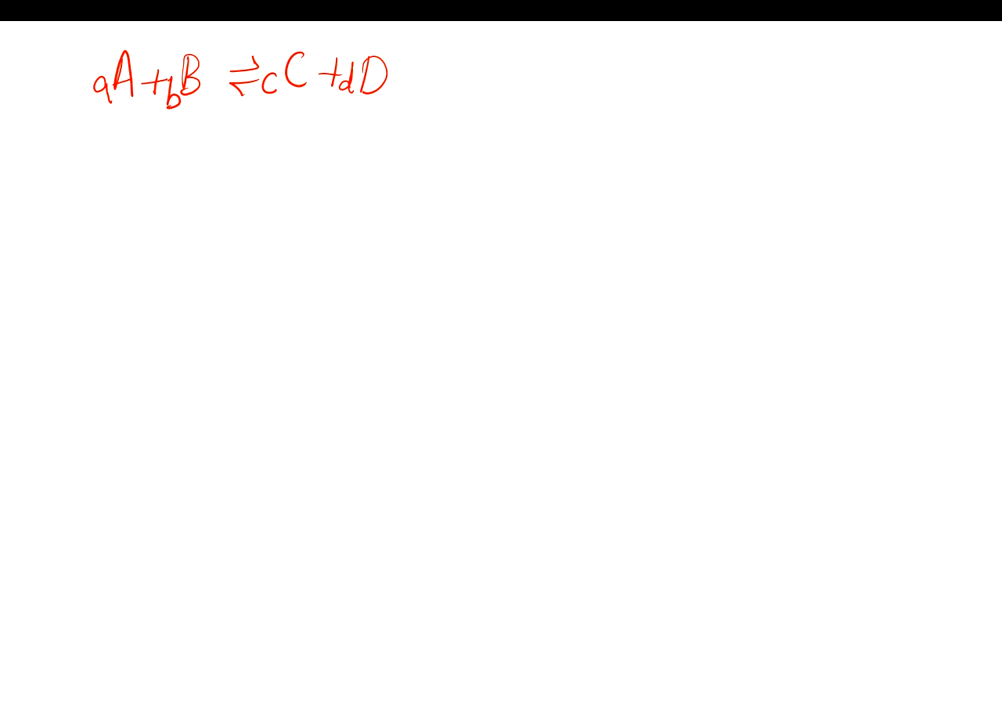 aA + bB ⇌ cC + dD